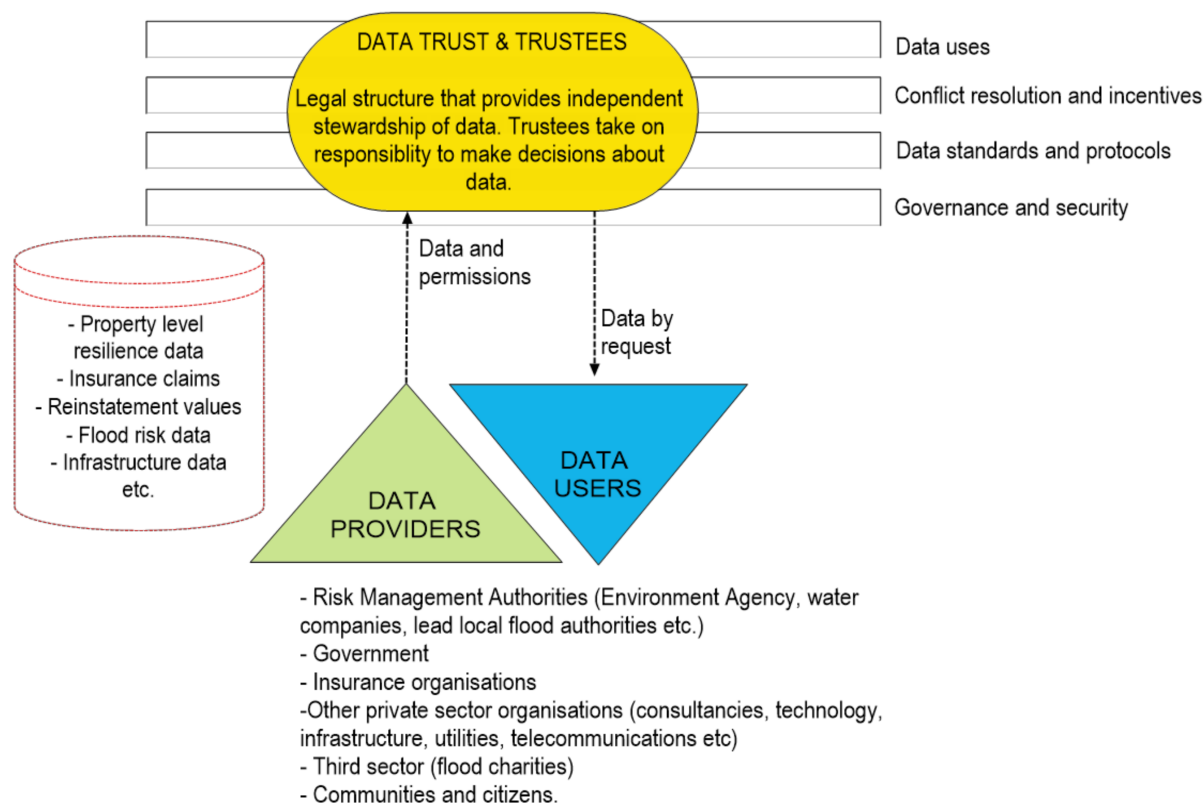 DATA TRUST & TRUSTEES
Legal structure that provides independent
stewardship of data. Trustees take on
responsiblity to make decisions about
data.
Data uses
Conflict resolution and incentives
Data standards and protocols
Governance and security
Data and
permissions
Data by
request
- Property level
resilience data
- Insurance claims
- Reinstatement values
- Flood risk data
- Infrastructure data
etc.
DATA
PROVIDERS
DATA
USERS
- Risk Management Authorities (Environment Agency, water
companies, lead local flood authorities etc.)
- Government
- Insurance organisations
-Other private sector organisations (consultancies, technology,
infrastructure, utilities, telecommunications etc)
- Third sector (flood charities)
- Communities and citizens.